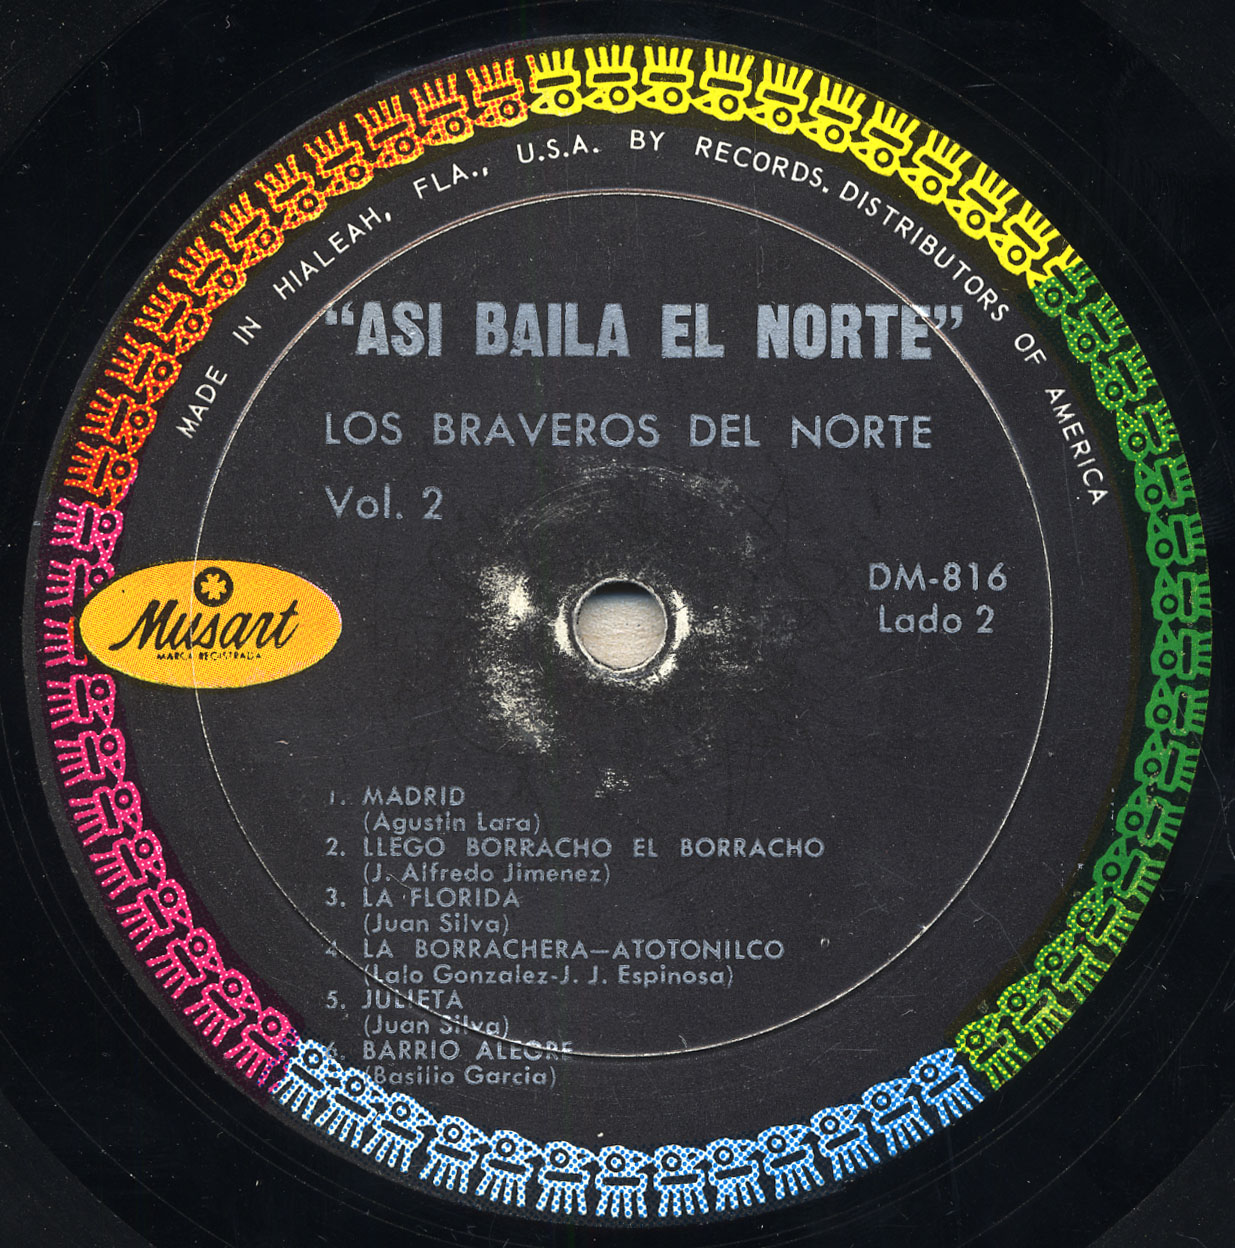 MADE IN HIALEAH, FLA., U.S.A. BY RECORDS. DISTRIBUTORS OF AMERICA
“ASI BAILA EL NORTE”
LOS BRAVEROS DEL NORTE
Vol. 2
DM-816
Lado 2
Musart
MARCA REGISTRADA
1. MADRID
(Agustin Lara)
2. LLEGO BORRACHO EL BORRACHO
(J. Alfredo Jimenez)
3. LA FLORIDA
(Juan Silva)
4 LA BORRACHERA—ATOTONILCO
(Lalo Gonzalez-J. J. Espinosa)
5. JULIETA
(Juan Silva)
6. BARRIO ALEGRE
(Basilio Garcia)